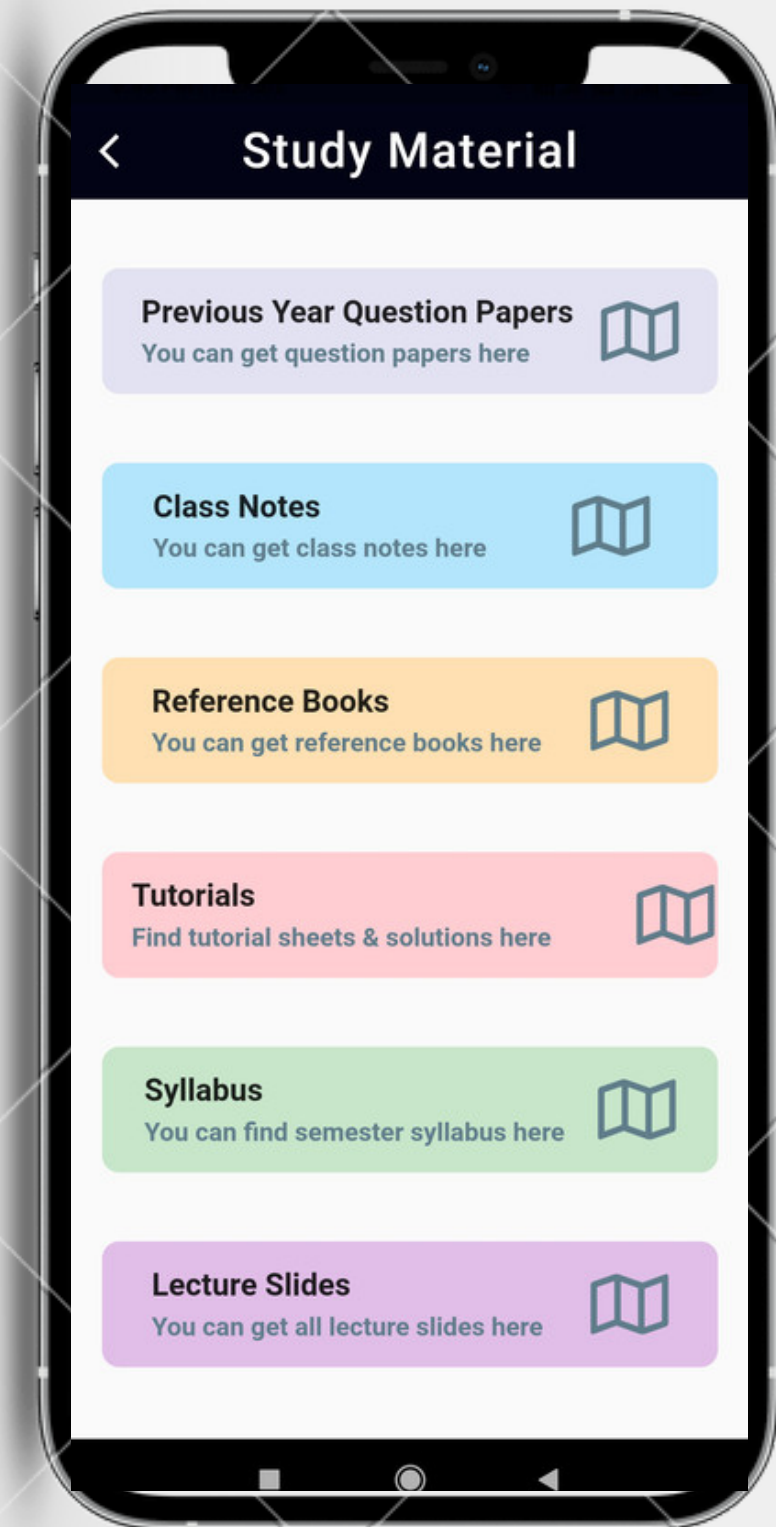 Study Material
Previous Year Question Papers
You can get question papers here
Class Notes
You can get class notes here
Reference Books
You can get reference books here
Tutorials
Find tutorial sheets & solutions here
Syllabus
You can find semester syllabus here
Lecture Slides
You can get all lecture slides here